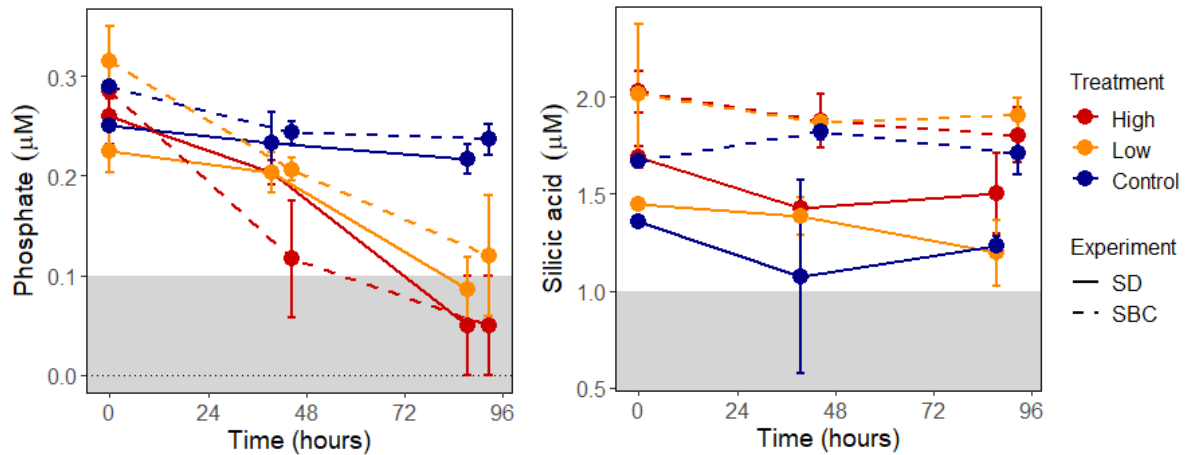 Phosphate (µM)
0.3
0.2
0.1
0.0
0
24
48
72
96
Time (hours)
Silicic acid (µM)
2.0
1.5
1.0
0.5
0
24
48
72
96
Time (hours)
Treatment
High
Low
Control
Experiment
SD
SBC